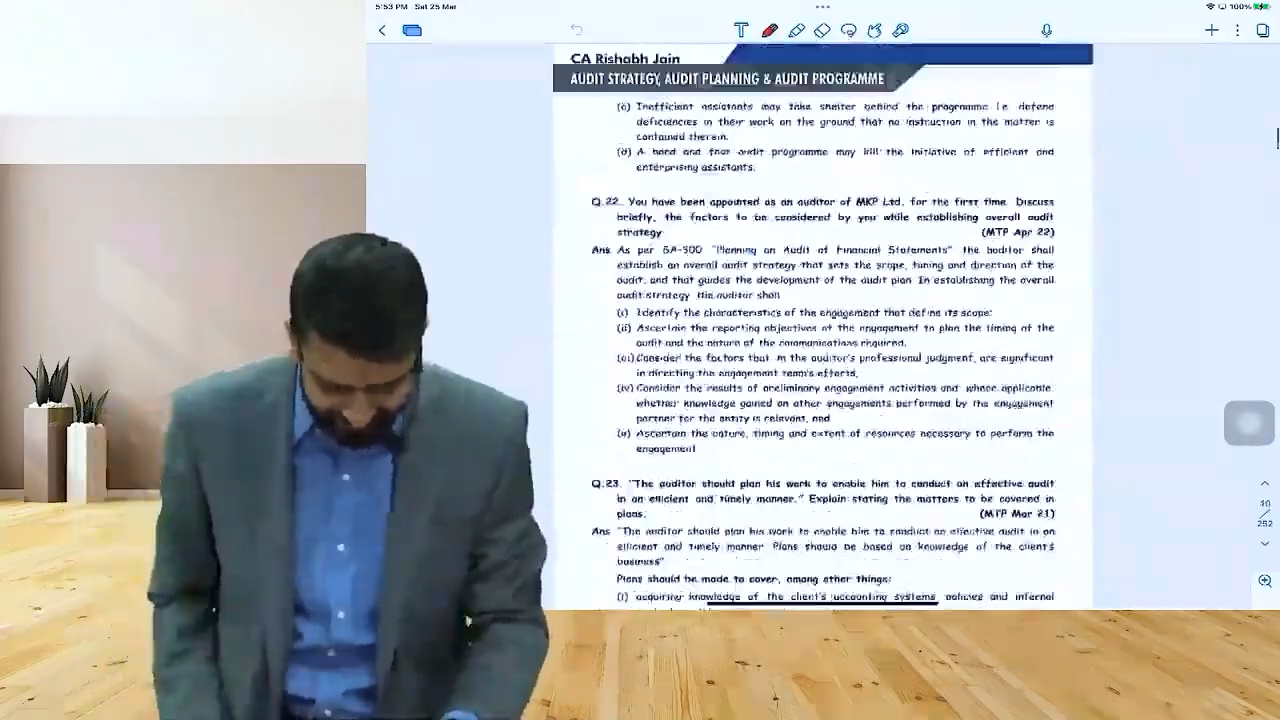 5:53 PM Sat 25 Mar
100%
CA Rishabh Jain
AUDIT STRATEGY, AUDIT PLANNING & AUDIT PROGRAMME
(c) Inefficient assistants may take shelter behind the programme i.e. defend
deficiencies in their work on the ground that no instruction in the matter is
contained therein.
(d) A hard and fast audit programme may kill the initiative of efficient and
enterprising assistants.
Q.22. You have been appointed as an auditor of MKP Ltd. for the first time. Discuss
briefly, the factors to be considered by you while establishing overall audit
strategy. (MTP Apr 22)
Ans As per SA-300 "Planning an Audit of Financial Statements" the auditor shall
establish an overall audit strategy that sets the scope, timing and direction of the
audit, and that guides the development of the audit plan. In establishing the overall
audit strategy the auditor shall
(i) Identify the characteristics of the engagement that define its scope;
(ii) Ascertain the reporting objectives of the engagement to plan the timing of the
audit and the nature of the communications required;
(iii) Consider the factors that in the auditor's professional judgment, are significant
in directing the engagement team's efforts;
(iv) Consider the results of preliminary engagement activities and where applicable,
whether knowledge gained on other engagements performed by the engagement
partner for the entity is relevant, and
(v) Ascertain the nature, timing and extent of resources necessary to perform the
engagement
Q.23. "The auditor should plan his work to enable him to conduct an effective audit
in an efficient and timely manner." Explain stating the matters to be covered in
plans. (MTP Mar 21)
Ans "The auditor should plan his work to enable him to conduct an effective audit in an
efficient and timely manner Plans should be based on knowledge of the client's
business"
Plans should be made to cover, among other things:
(i) acquiring knowledge of the client's accounting systems policies and internal
10
252